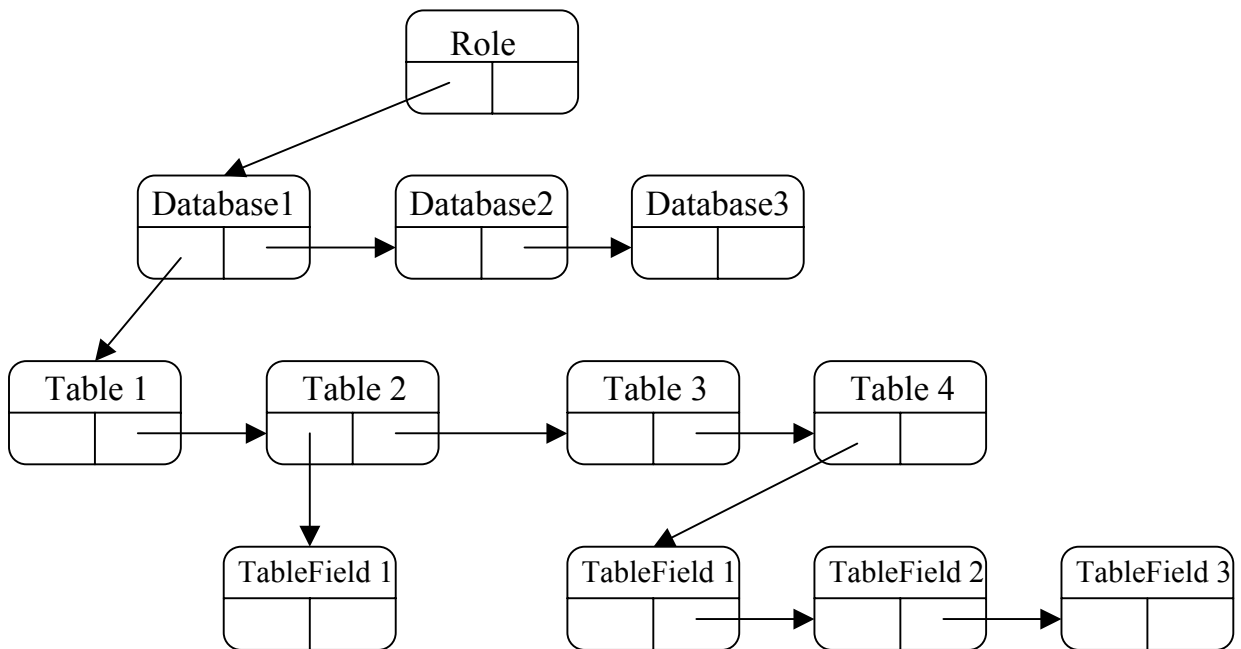 Role
Database1
Database2
Database3
Table 1
Table 2
Table 3
Table 4
TableField 1
TableField 1
TableField 2
TableField 3